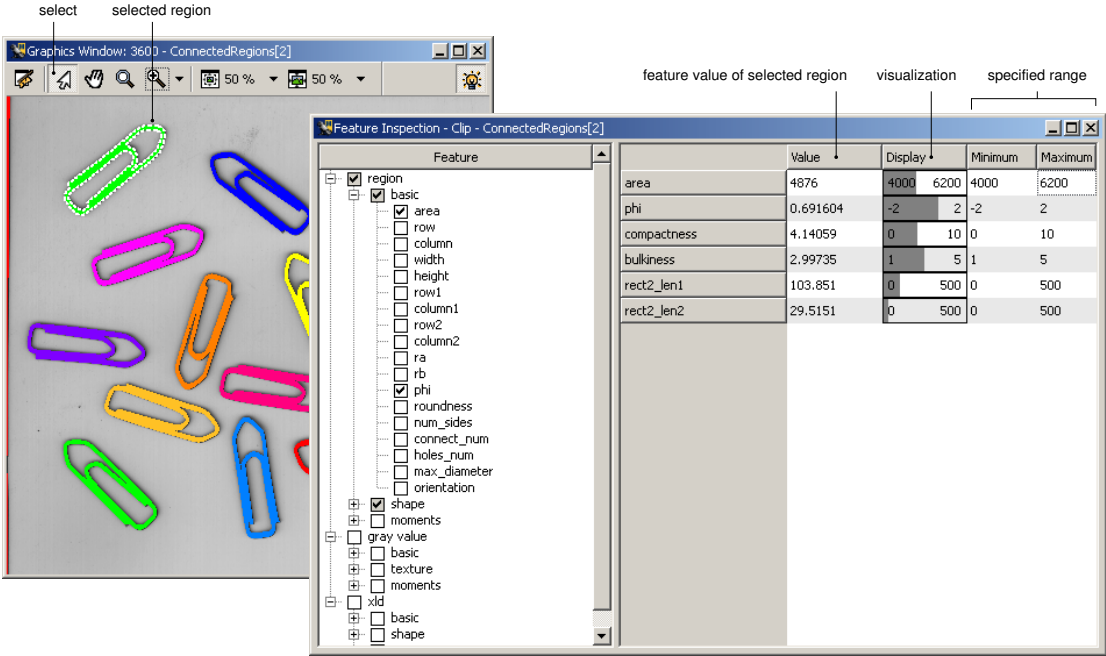 select
selected region
Graphics Window: 3600 - ConnectedRegions[2]
50 %
50 %
feature value of selected region
visualization
specified range
Feature Inspection - Clip - ConnectedRegions[2]
Feature
region
basic
area
row
column
width
height
row1
column1
row2
column2
ra
rb
phi
roundness
num_sides
connect_num
holes_num
max_diameter
orientation
shape
moments
gray value
basic
texture
moments
xld
basic
shape
Value Display Minimum Maximum
area 4876 4000 6200 4000 6200
phi 0.691604 -2 2 -2 2
compactness 4.14059 0 10 0 10
bulkiness 2.99735 1 5 1 5
rect2_len1 103.851 0 500 0 500
rect2_len2 29.5151 0 500 0 500